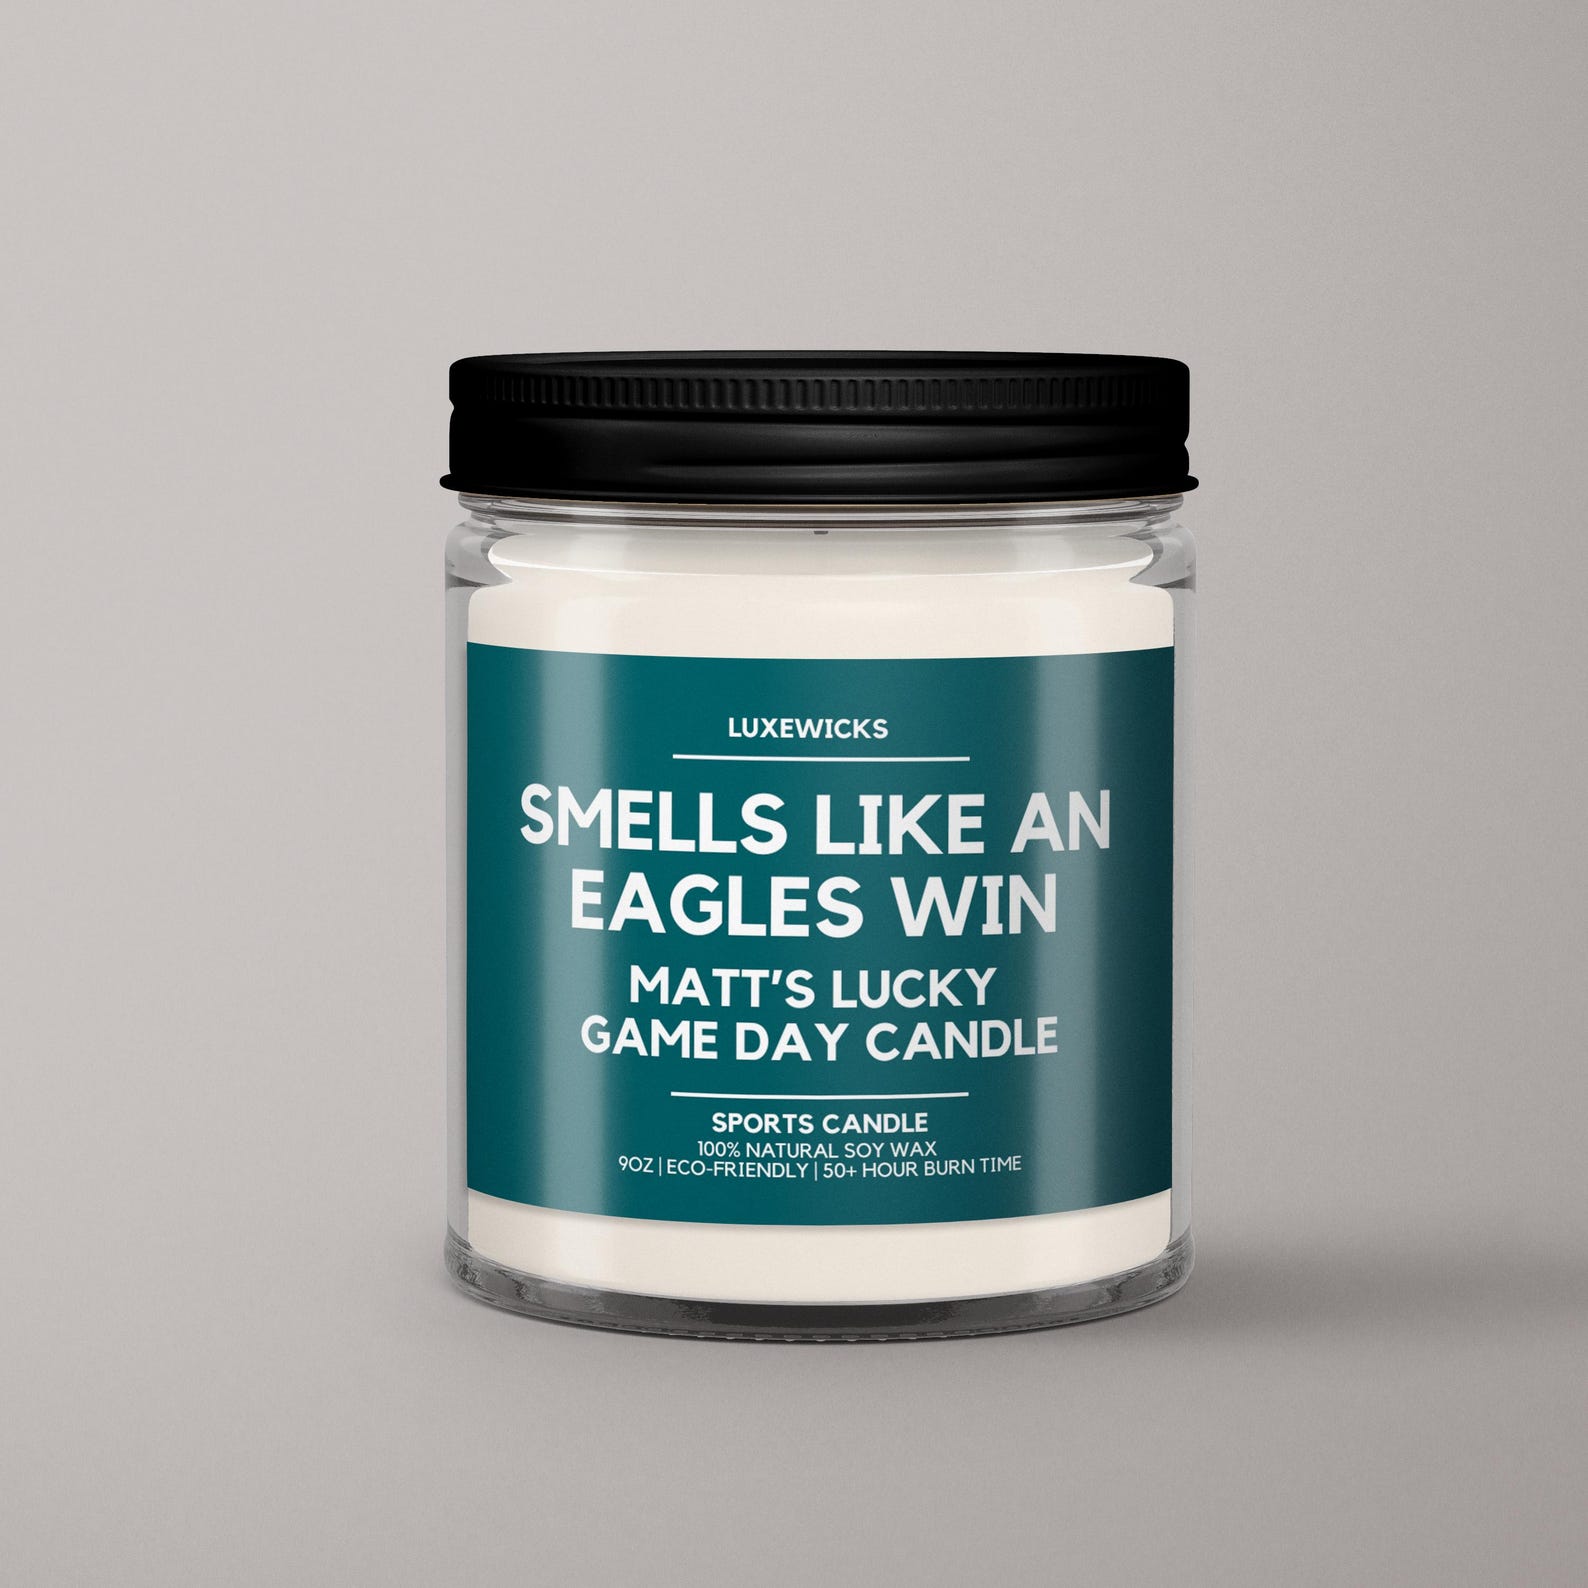 LUXEWICKS
SMELLS LIKE AN
EAGLES WIN
MATT'S LUCKY
GAME DAY CANDLE
SPORTS CANDLE
100% NATURAL SOY WAX
9OZ | ECO-FRIENDLY | 50+ HOUR BURN TIME